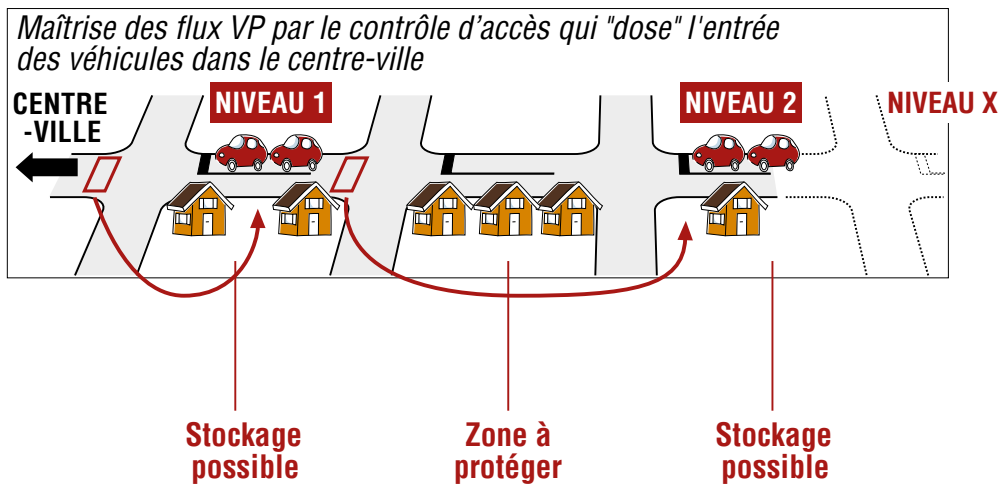 Maîtrise des flux VP par le contrôle d’accès qui "dose" l'entrée
des véhicules dans le centre-ville
CENTRE
-VILLE
NIVEAU 1
NIVEAU 2
NIVEAU X
Stockage
possible
Zone à
protéger
Stockage
possible